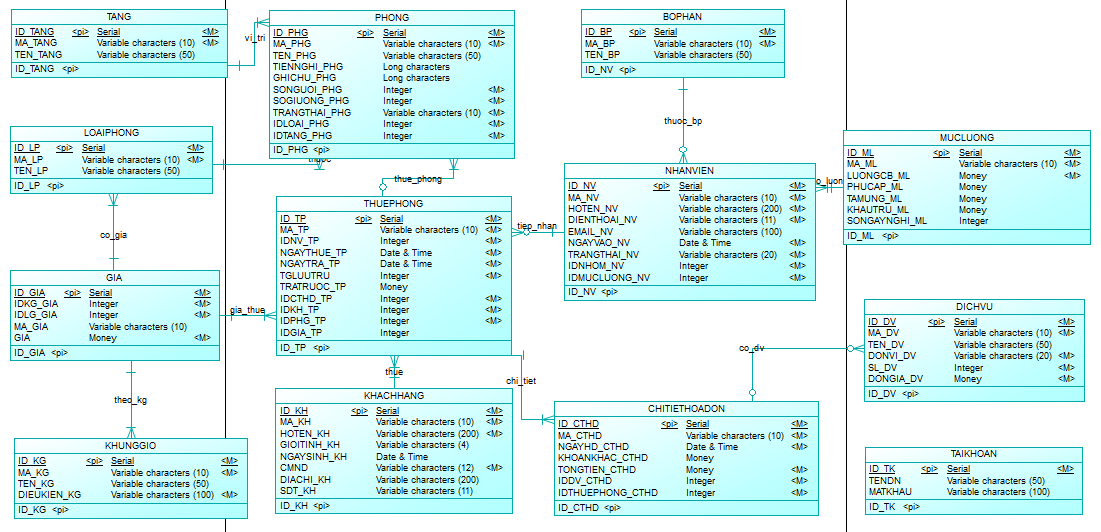 TANG
ID_TANG <pi> Serial <M>
MA_TANG Variable characters (10) <M>
TEN_TANG Variable characters (50)
ID_TANG <pi>
vi_tri
PHONG
ID_PHG <pi> Serial <M>
MA_PHG Variable characters (10) <M>
TEN_PHG Variable characters (50)
TIENNGHI_PHG Long characters
GHICHU_PHG Long characters
SONGUOI_PHG Integer <M>
SOGIUONG_PHG Integer <M>
TRANGTHAI_PHG Variable characters (10) <M>
IDLOAI_PHG Integer <M>
IDTANG_PHG Integer <M>
ID_PHG <pi>
BOPHAN
ID_BP <pi> Serial <M>
MA_BP Variable characters (10) <M>
TEN_BP Variable characters (50)
ID_NV <pi>
thuoc_bp
LOAIPHONG
ID_LP <pi> Serial <M>
MA_LP Variable characters (10) <M>
TEN_LP Variable characters (50)
ID_LP <pi>
thuoc
thue_phong
MUCLUONG
ID_ML <pi> Serial <M>
MA_ML Variable characters (10) <M>
LUONGCB_ML Money <M>
PHUCAP_ML Money
TAMUNG_ML Money
KHAUTRU_ML Money
SONGAYNGHI_ML Integer
ID_ML <pi>
NHANVIEN
ID_NV <pi> Serial <M>
MA_NV Variable characters (10) <M>
HOTEN_NV Variable characters (200) <M>
DIENTHOAI_NV Variable characters (11) <M>
EMAIL_NV Variable characters (100)
NGAYVAO_NV Date & Time <M>
TRANGTHAI_NV Variable characters (20) <M>
IDNHOM_NV Integer <M>
IDMUCLUONG_NV Integer <M>
ID_NV <pi>
o_luon
THUEPHONG
ID_TP <pi> Serial <M>
MA_TP Variable characters (10) <M>
IDNV_TP Integer <M>
NGAYTHUE_TP Date & Time <M>
NGAYTRA_TP Date & Time <M>
TGLUUTRU Integer <M>
TRATRUOC_TP Money
IDCTHD_TP Integer <M>
IDKH_TP Integer <M>
IDPHG_TP Integer <M>
IDGIA_TP Integer
ID_TP <pi>
tiep_nhan
co_gia
GIA
ID_GIA <pi> Serial <M>
IDKG_GIA Integer <M>
IDLG_GIA Integer <M>
MA_GIA Variable characters (10)
GIA Money <M>
ID_GIA <pi>
gia_thue
DICHVU
ID_DV <pi> Serial <M>
MA_DV Variable characters (10) <M>
TEN_DV Variable characters (50)
DONVI_DV Variable characters (20) <M>
SL_DV Integer <M>
DONGIA_DV Money <M>
ID_DV <pi>
co_dv
thue
chi_tiet
theo_kg
KHACHHANG
ID_KH <pi> Serial <M>
MA_KH Variable characters (10) <M>
HOTEN_KH Variable characters (200) <M>
GIOITINH_KH Variable characters (4)
NGAYSINH_KH Date & Time
CMND Variable characters (12) <M>
DIACHI_KH Variable characters (200)
SDT_KH Variable characters (11)
ID_KH <pi>
CHITIETHOADON
ID_CTHD <pi> Serial <M>
MA_CTHD Variable characters (10) <M>
NGAYHD_CTHD Date & Time <M>
KHOANKHAC_CTHD Money
TONGTIEN_CTHD Money <M>
IDDV_CTHD Integer <M>
IDTHUEPHONG_CTHD Integer <M>
ID_CTHD <pi>
KHUNGGIO
ID_KG <pi> Serial <M>
MA_KG Variable characters (10) <M>
TEN_KG Variable characters (50)
DIEUKIEN_KG Variable characters (100) <M>
ID_KG <pi>
TAIKHOAN
ID_TK <pi> Serial <M>
TENDN Variable characters (50)
MATKHAU Variable characters (100)
ID_TK <pi>